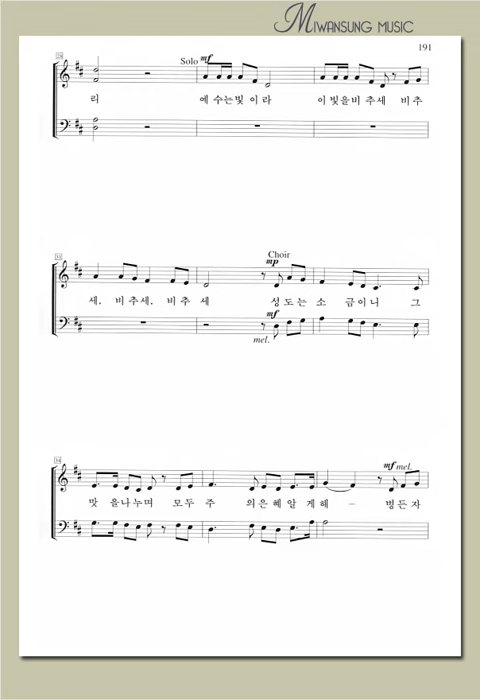 MIWANSUNG MUSIC
191
Solo mf
리 예 수는빛 이 라 이 빛을비 추세 비추
Choir
mp
세. 비추세. 비추 세 성도는 소 금이니 그
mf
mel.
mf mel.
맛 을나누며 모두 주 의은혜알 게해 – 병든자